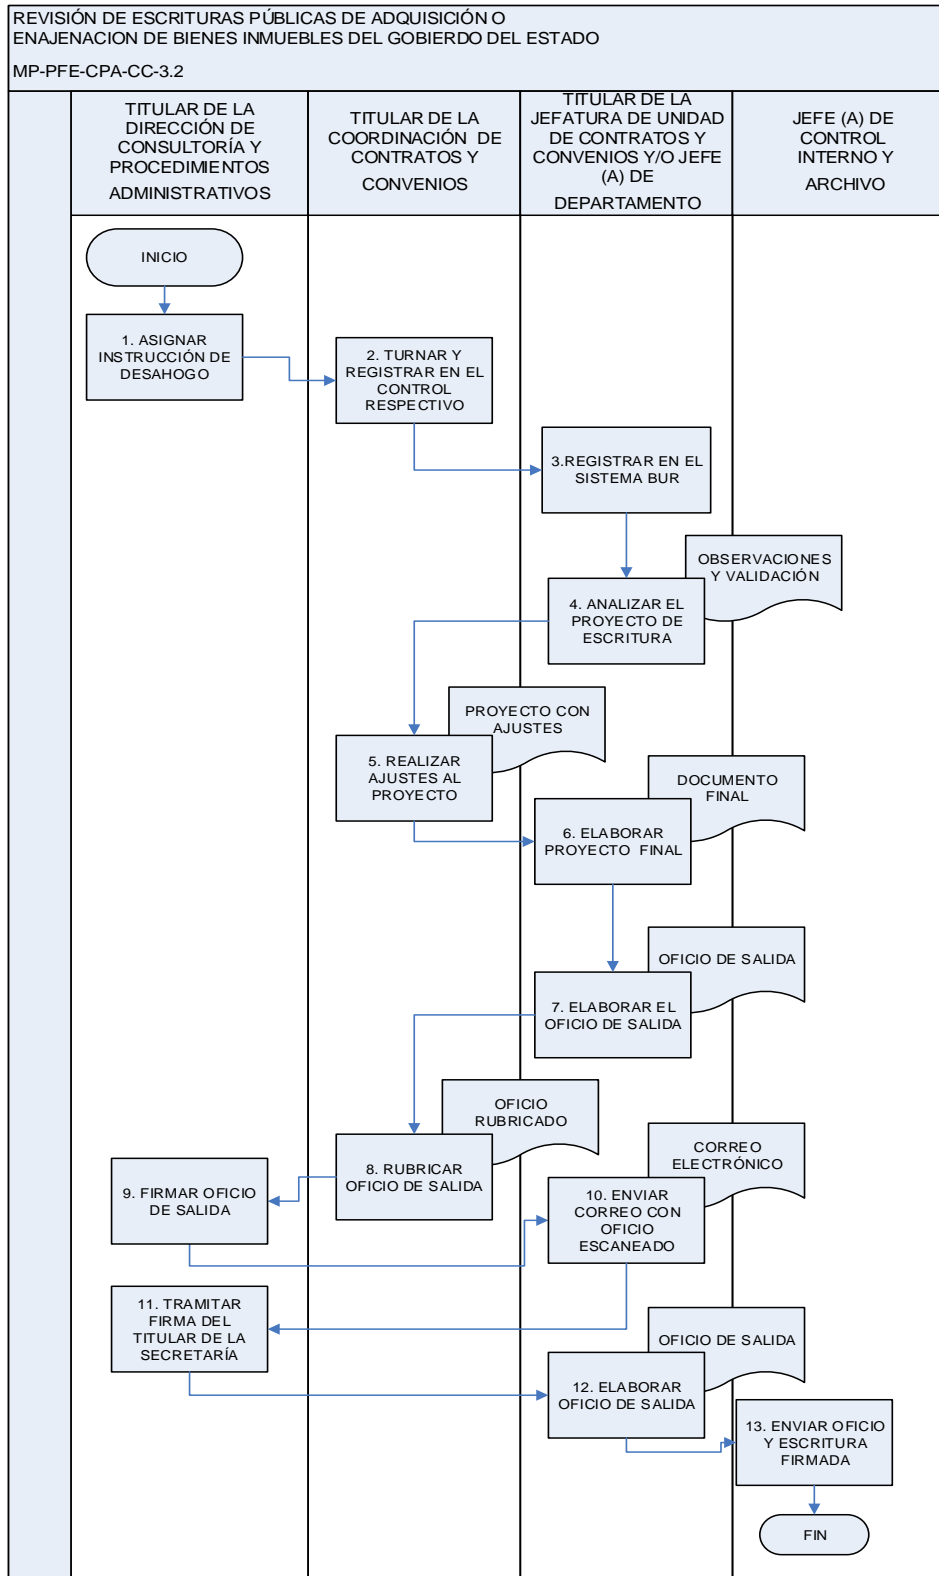 REVISIÓN DE ESCRITURAS PÚBLICAS DE ADQUISICIÓN O
ENAJENACION DE BIENES INMUEBLES DEL GOBIERDO DEL ESTADO
MP-PFE-CPA-CC-3.2
TITULAR DE LA
DIRECCIÓN DE
CONSULTORÍA Y
PROCEDIMIENTOS
ADMINISTRATIVOS
TITULAR DE LA
COORDINACIÓN DE
CONTRATOS Y
CONVENIOS
TITULAR DE LA
JEFATURA DE UNIDAD
DE CONTRATOS Y
CONVENIOS Y/O JEFE
(A) DE
DEPARTAMENTO
JEFE (A) DE
CONTROL
INTERNO Y
ARCHIVO
INICIO
1. ASIGNAR
INSTRUCCIÓN DE
DESAHOGO
2. TURNAR Y
REGISTRAR EN EL
CONTROL
RESPECTIVO
3.REGISTRAR EN EL
SISTEMA BUR
OBSERVACIONES
Y VALIDACIÓN
4. ANALIZAR EL
PROYECTO DE
ESCRITURA
PROYECTO CON
AJUSTES
5. REALIZAR
AJUSTES AL
PROYECTO
DOCUMENTO
FINAL
6. ELABORAR
PROYECTO FINAL
OFICIO DE SALIDA
7. ELABORAR EL
OFICIO DE SALIDA
OFICIO
RUBRICADO
8. RUBRICAR
OFICIO DE SALIDA
9. FIRMAR OFICIO
DE SALIDA
CORREO
ELECTRÓNICO
10. ENVIAR
CORREO CON
OFICIO
ESCANEADO
11. TRAMITAR
FIRMA DEL
TITULAR DE LA
SECRETARÍA
OFICIO DE SALIDA
12. ELABORAR
OFICIO DE SALIDA
13. ENVIAR OFICIO
Y ESCRITURA
FIRMADA
FIN